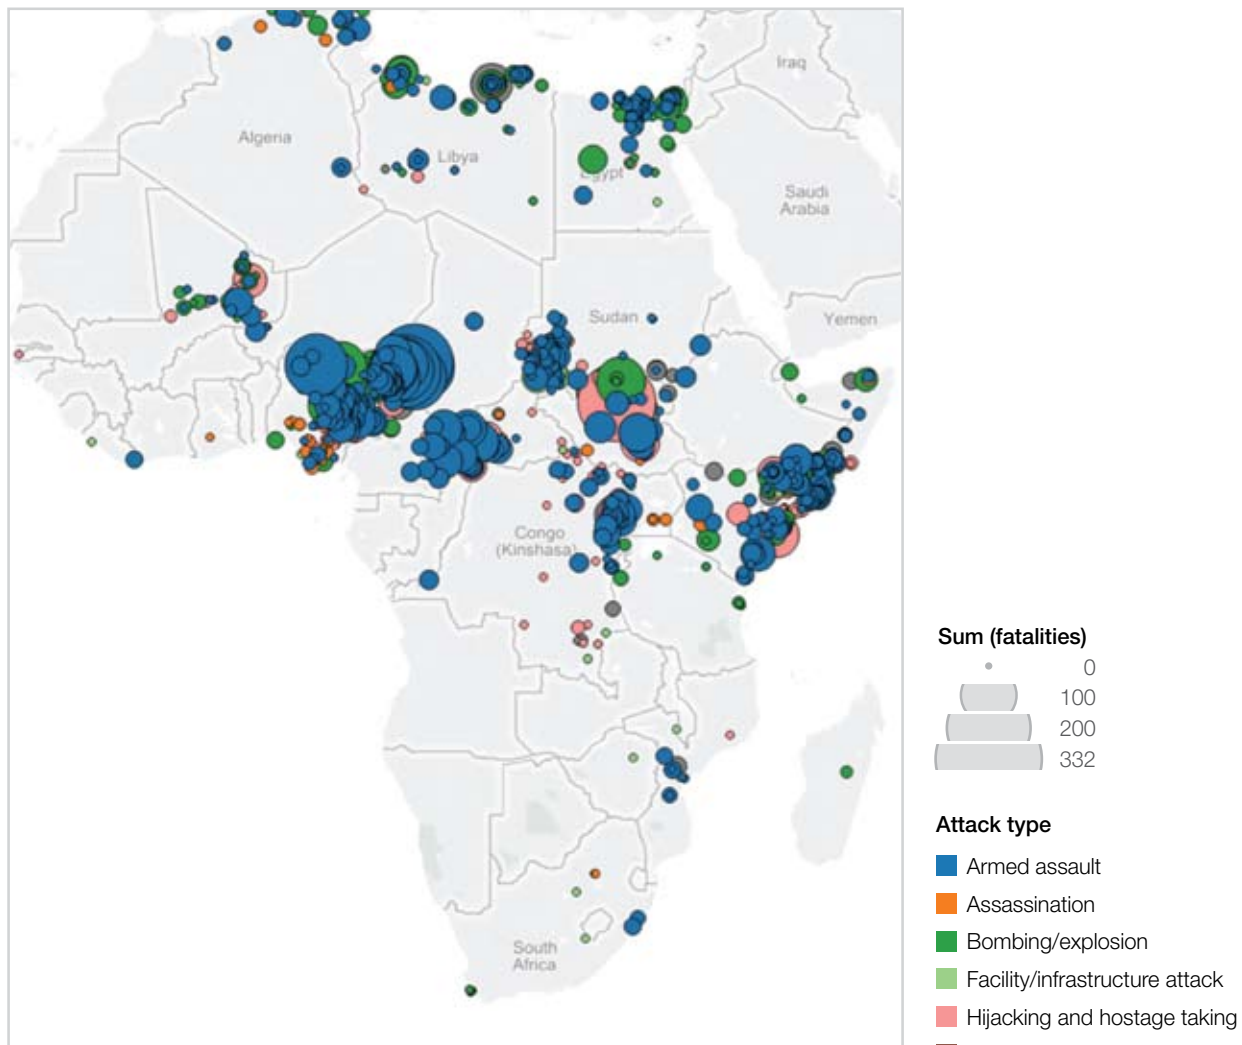 Iraq
Algeria
Libya
Egypt
Saudi
Arabia
Sudan
Yemen
Congo
(Kinshasa)
South
Africa
Sum (fatalities)
0
100
200
332
Attack type
Armed assault
Assassination
Bombing/explosion
Facility/infrastructure attack
Hijacking and hostage taking